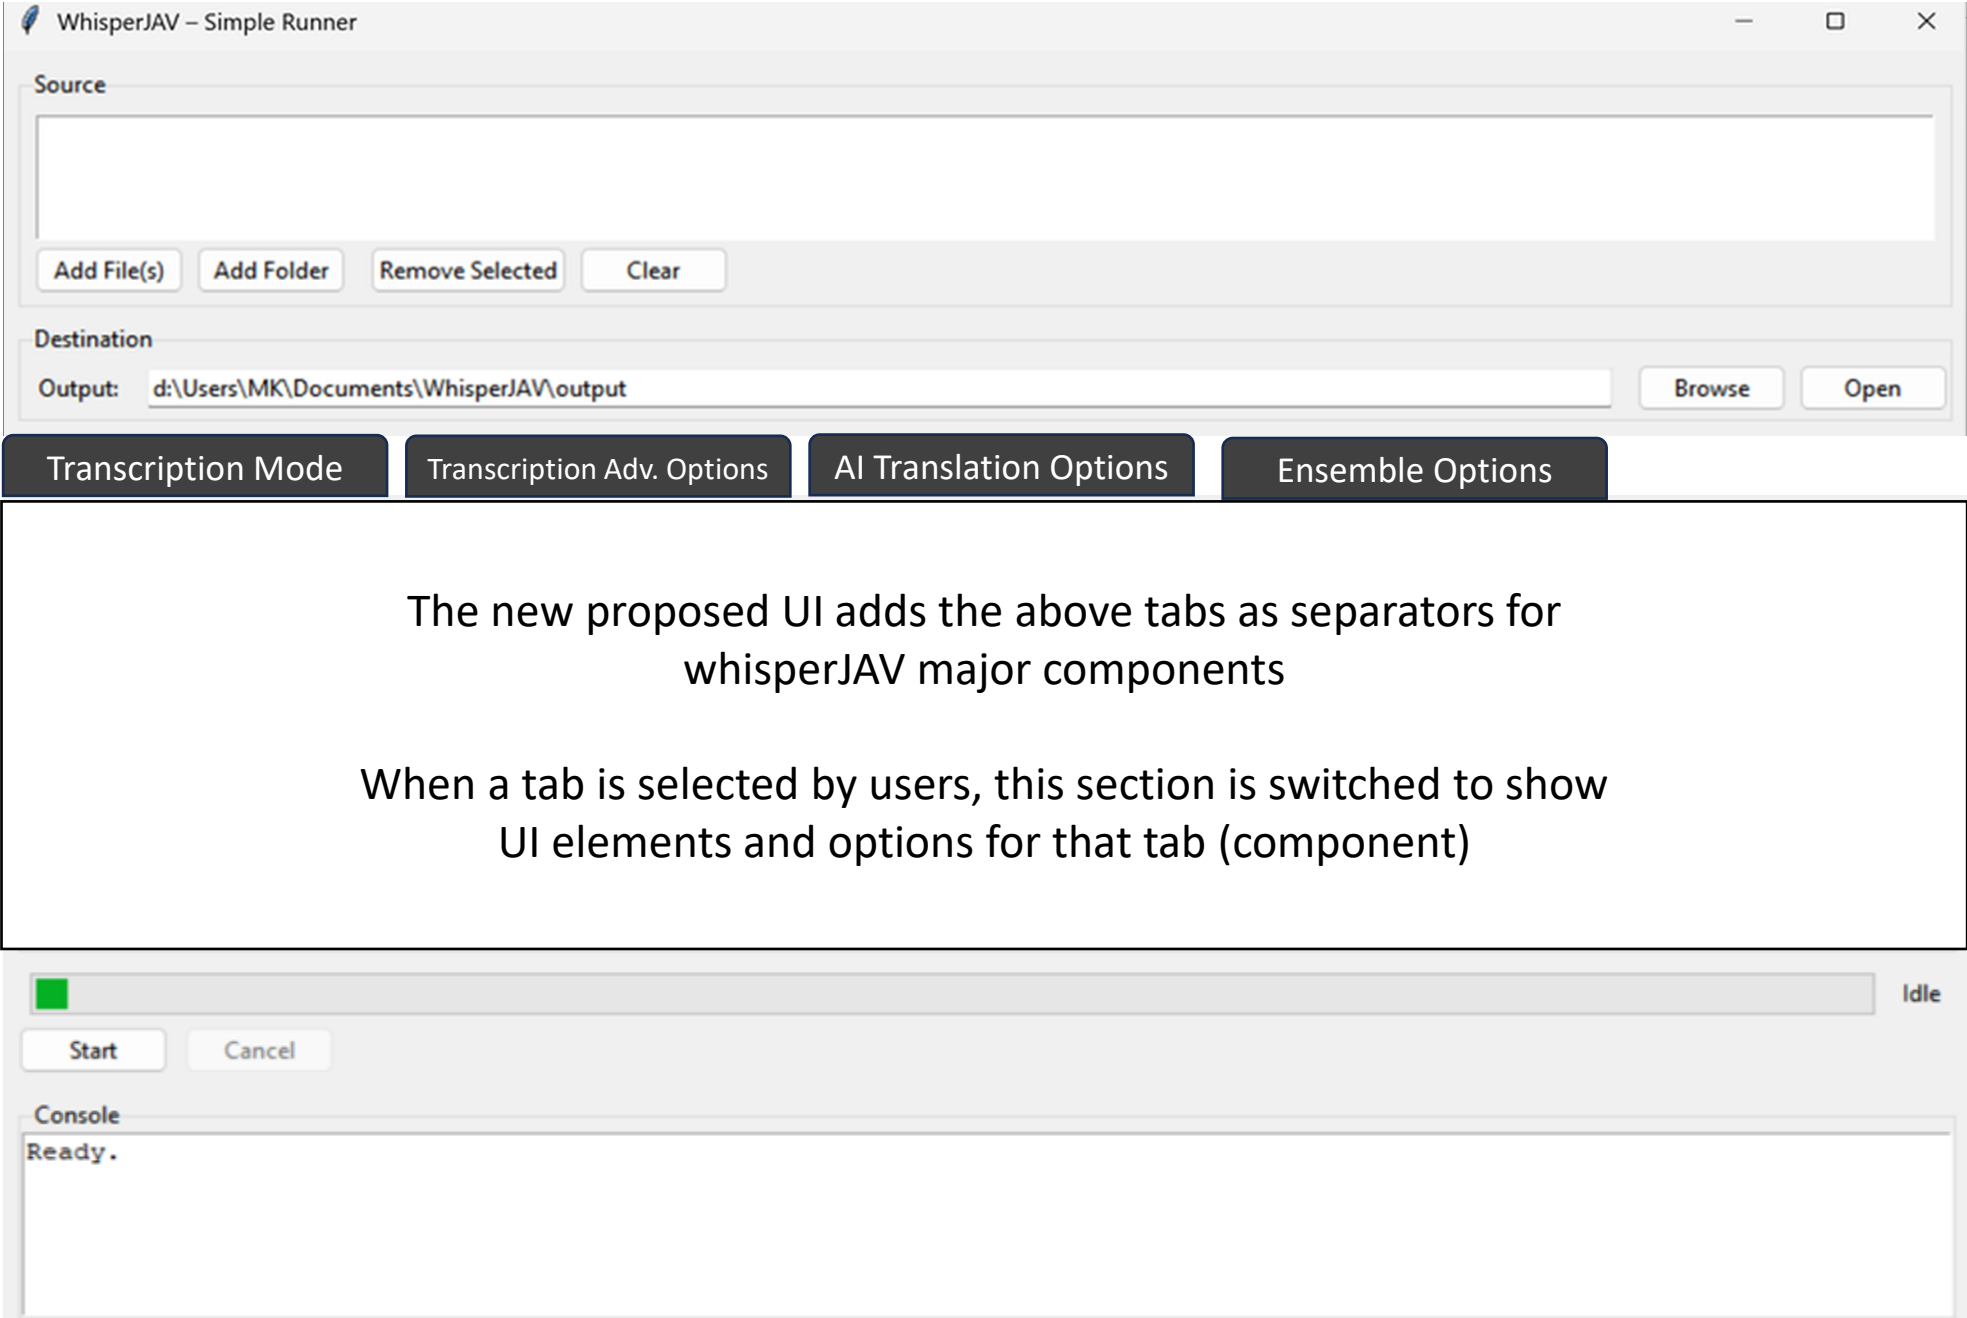 WhisperJAV – Simple Runner
Source
Add File(s) Add Folder Remove Selected Clear
Destination
Output: d:\Users\MK\Documents\WhisperJAV\output Browse Open
Transcription Mode Transcription Adv. Options AI Translation Options Ensemble Options
The new proposed UI adds the above tabs as separators for
whisperJAV major components
When a tab is selected by users, this section is switched to show
UI elements and options for that tab (component)
Idle
Start Cancel
Console
Ready.